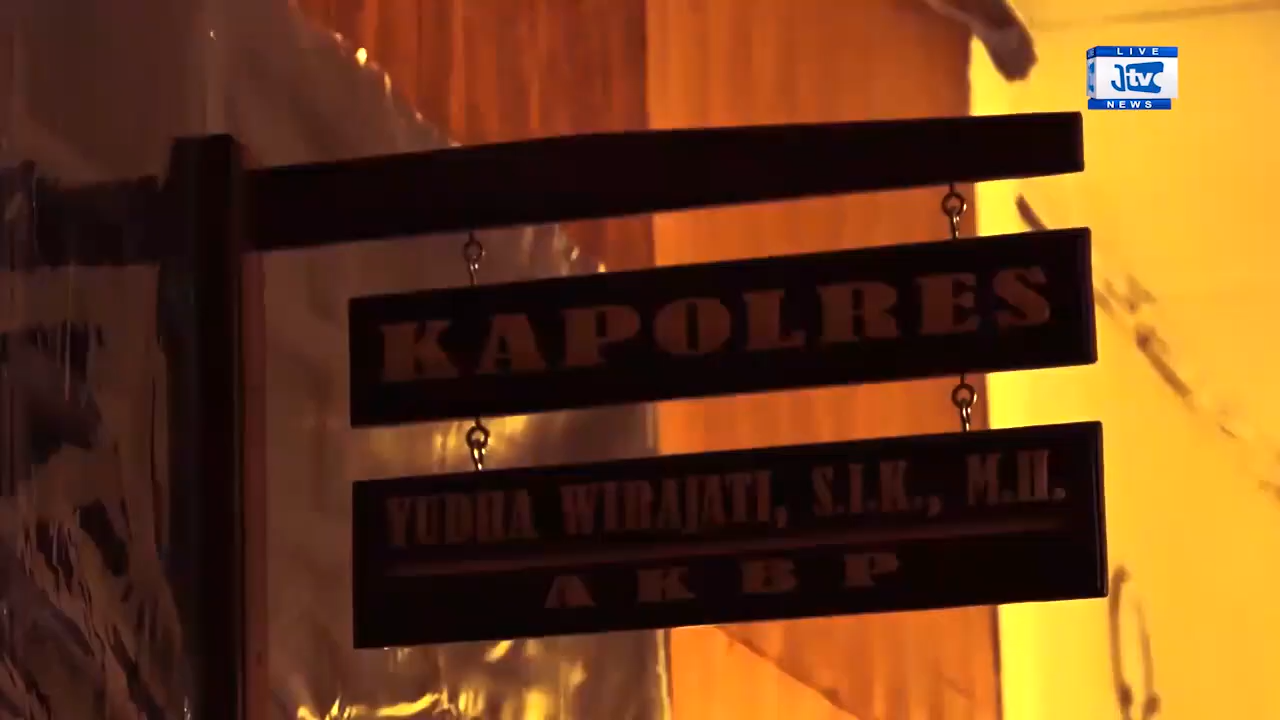 LIVE
Jtv
NEWS
KAPOLRES
YUDHA WIRAJATI, S.I.K., M.H.
AKBP